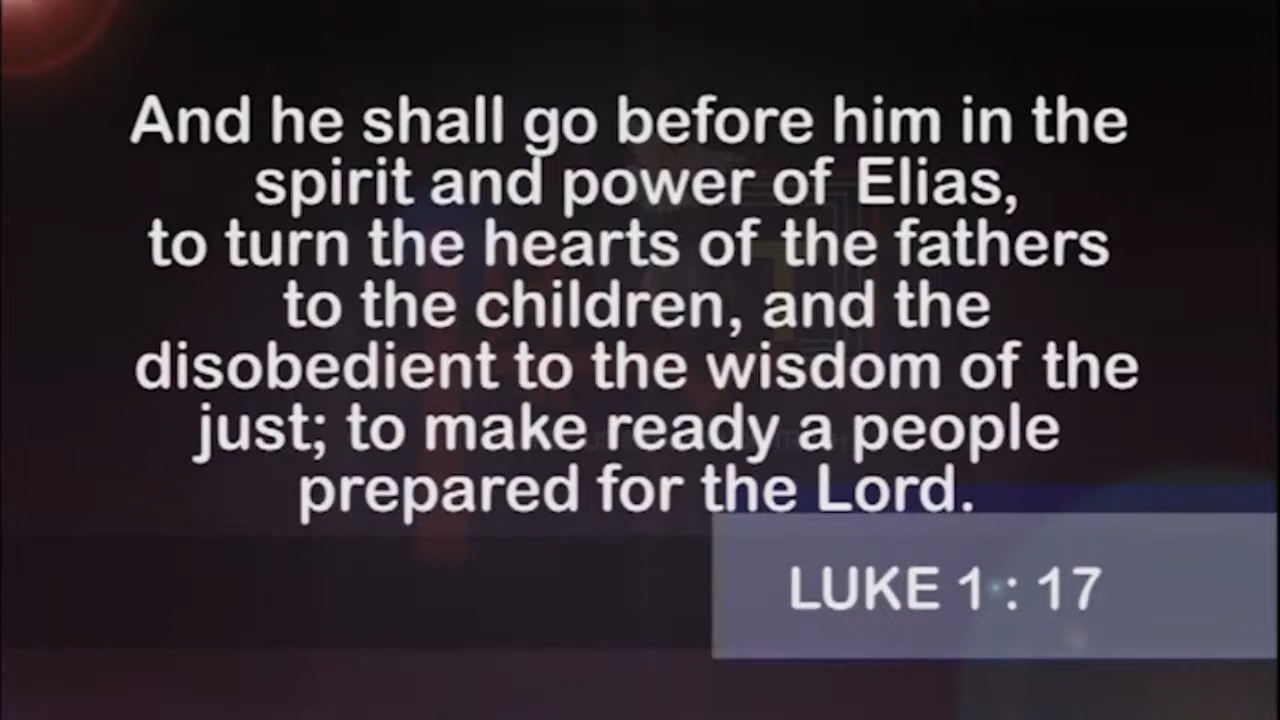 And he shall go before him in the
spirit and power of Elias,
to turn the hearts of the fathers
to the children, and the
disobedient to the wisdom of the
just; to make ready a people
prepared for the Lord.
LUKE 1 : 17